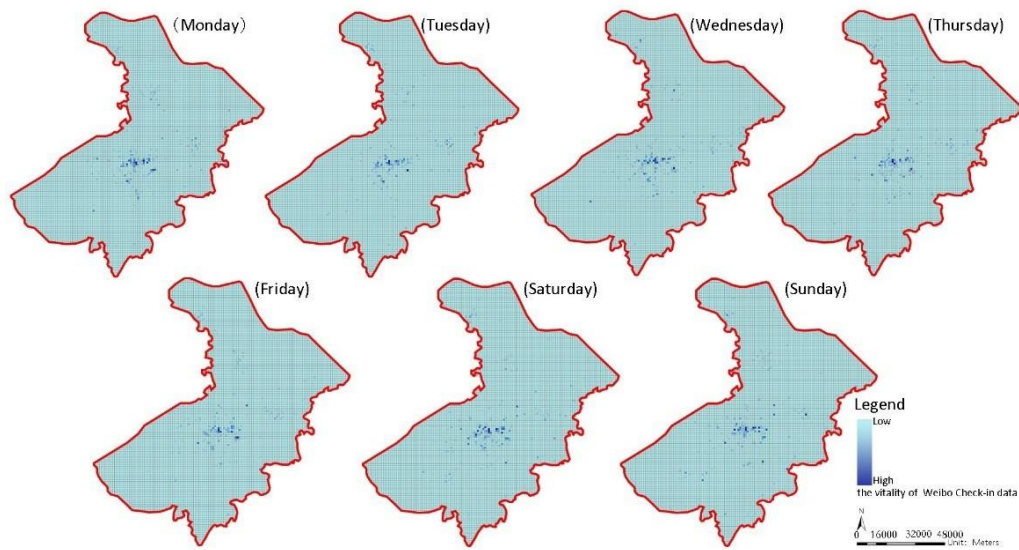 （Monday）
(Tuesday)
(Wednesday)
(Thursday)
(Friday)
(Saturday)
(Sunday)
Legend
Low
High
the vitality of Weibo Check-in data
N
0 16000 32000 48000
Unit: Meters